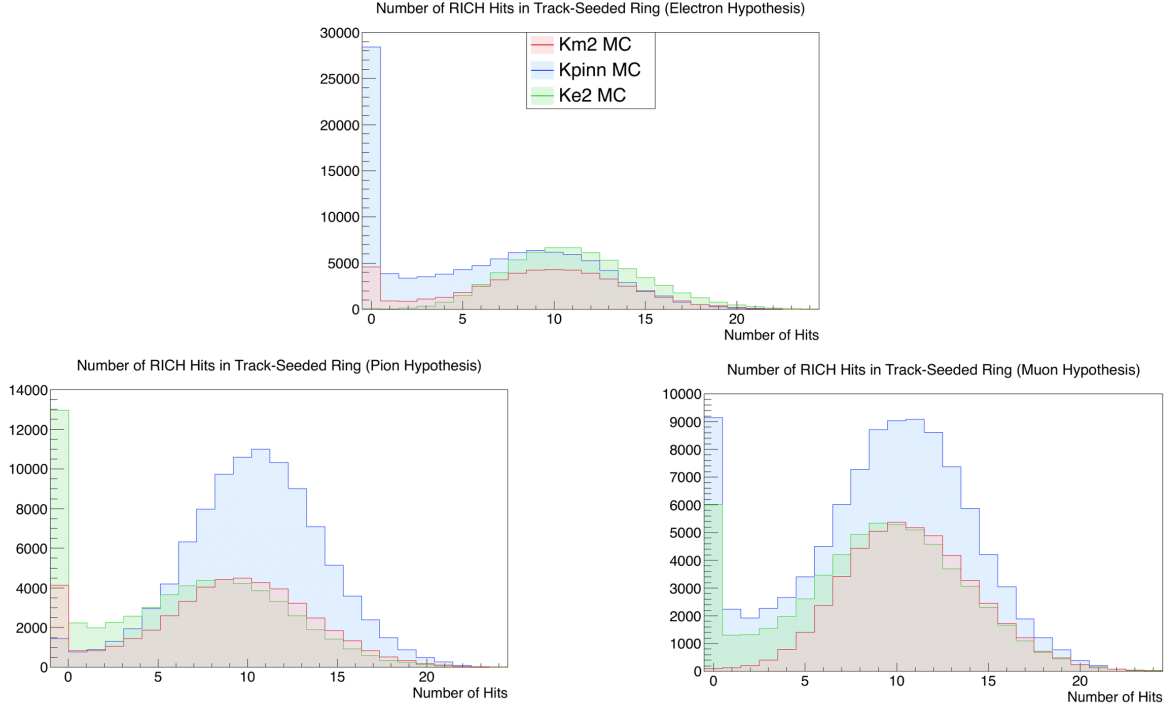 Number of RICH Hits in Track-Seeded Ring (Electron Hypothesis)
30000
25000
20000
15000
10000
5000
0
Km2 MC
Kpinn MC
Ke2 MC
0 5 10 15 20
Number of Hits
Number of RICH Hits in Track-Seeded Ring (Pion Hypothesis)
14000
12000
10000
8000
6000
4000
2000
0
0 5 10 15 20
Number of Hits
Number of RICH Hits in Track-Seeded Ring (Muon Hypothesis)
10000
9000
8000
7000
6000
5000
4000
3000
2000
1000
0
0 5 10 15 20
Number of Hits